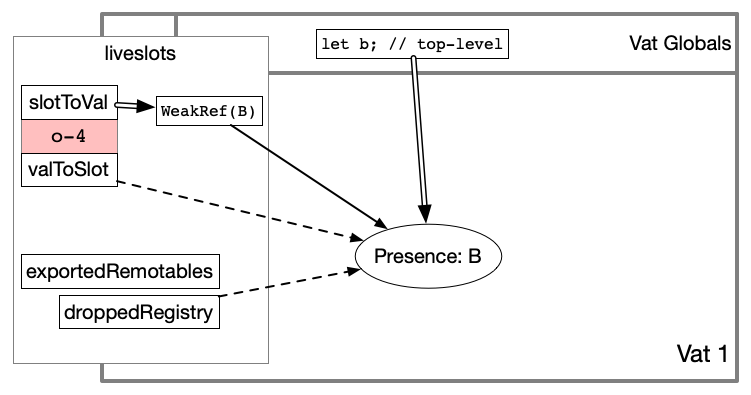 liveslots
let b; // top-level
Vat Globals
slotToVal
WeakRef(B)
o-4
valToSlot
Presence: B
exportedRemotables
droppedRegistry
Vat 1